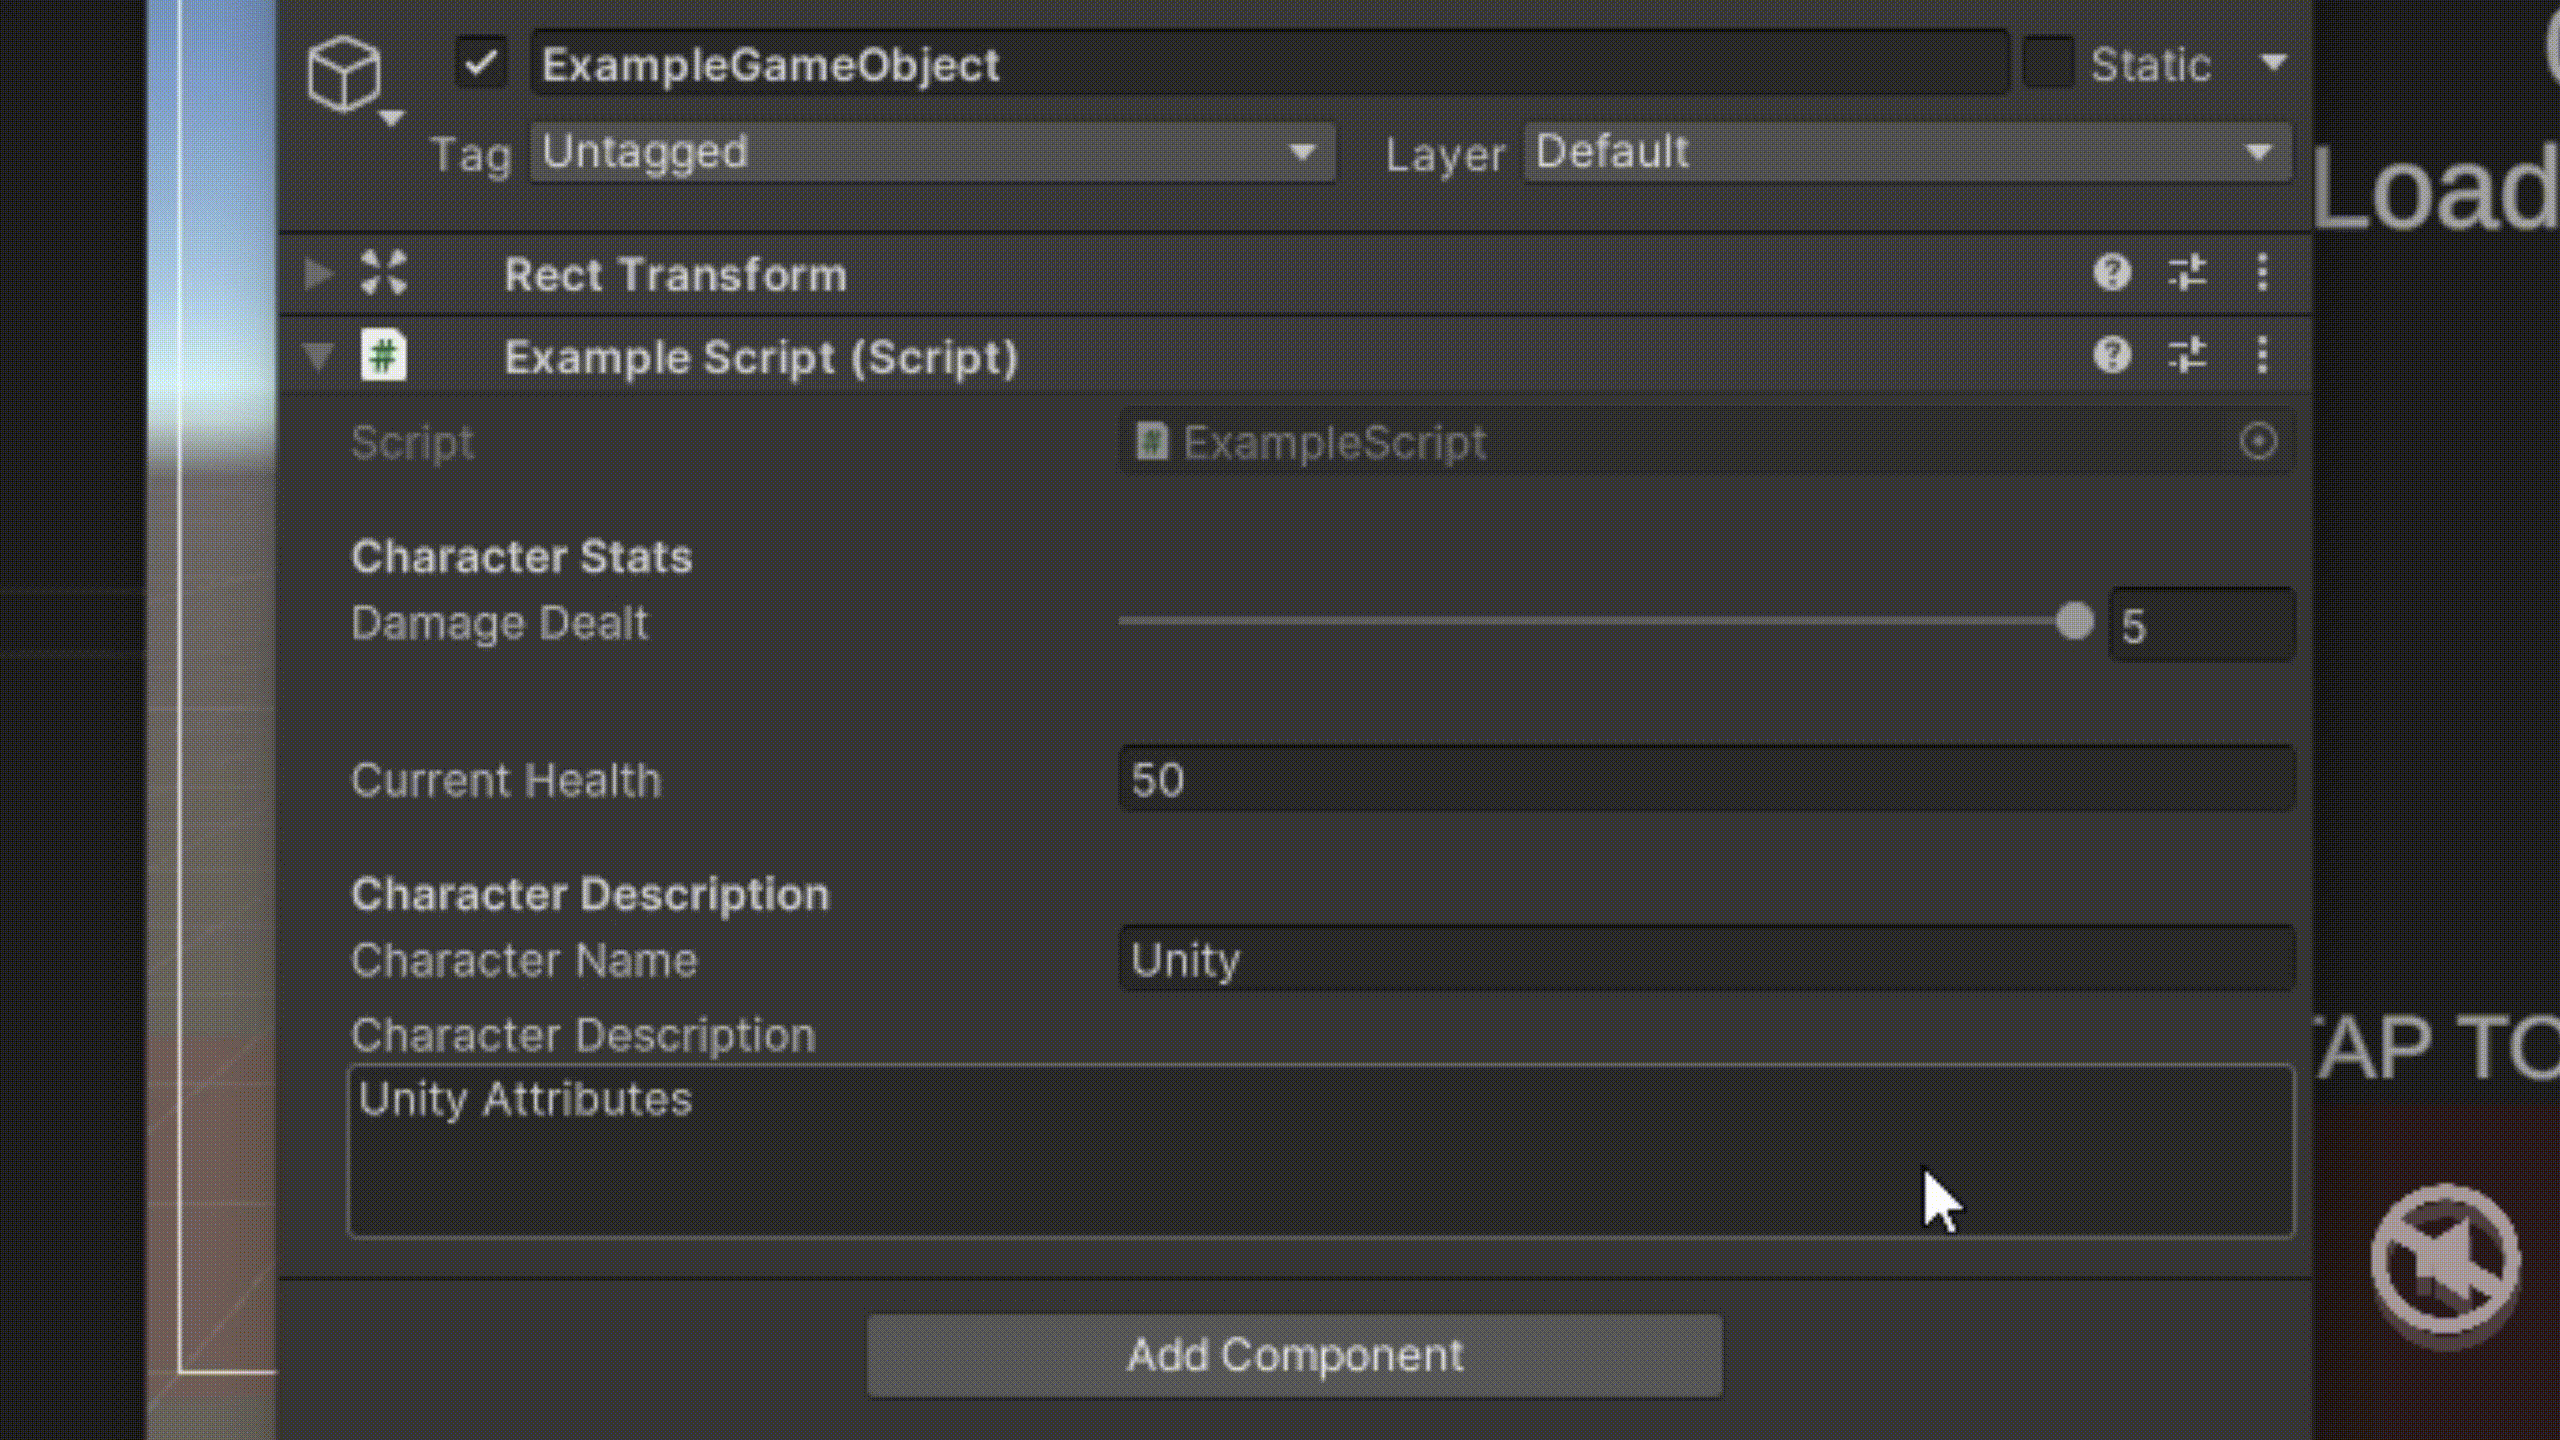 ExampleGameObject Static
Tag Untagged Layer Default
Load
Rect Transform
Example Script (Script)
Script ExampleScript
Character Stats
Damage Dealt 5
Current Health 50
Character Description
Character Name Unity
Character Description
AP TO
Unity Attributes
Add Component